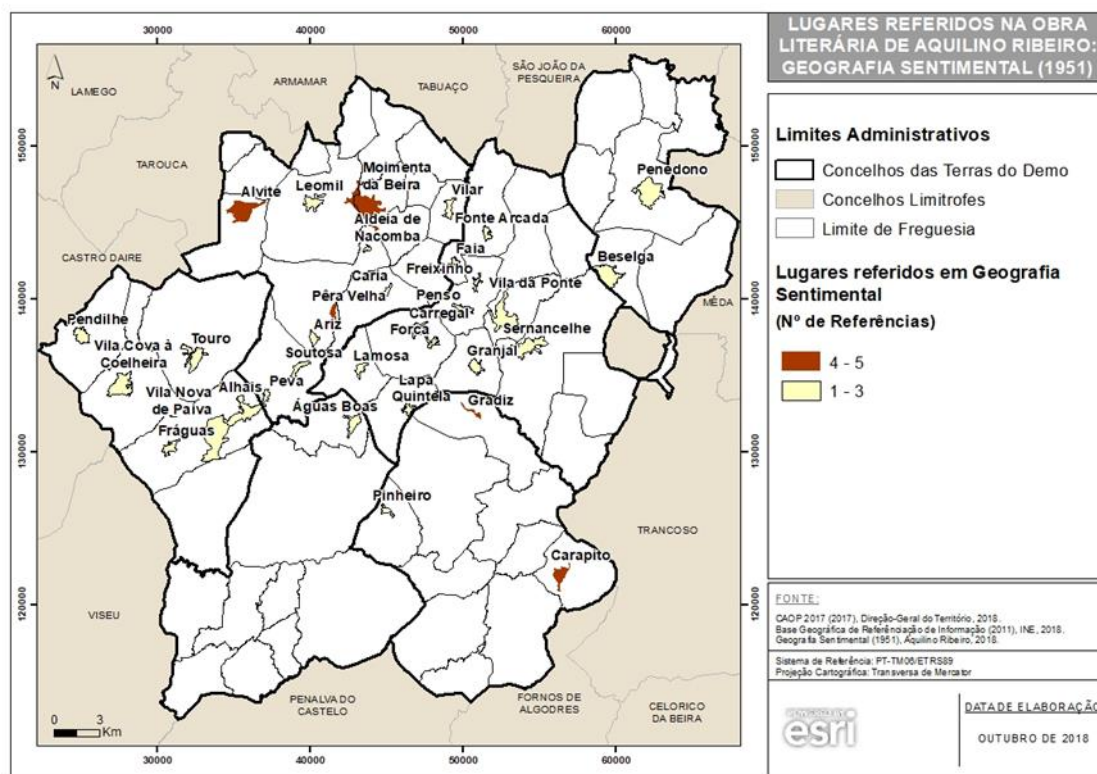 LUGARES REFERIDOS NA OBRA
LITERÁRIA DE AQUILINO RIBEIRO:
GEOGRAFIA SENTIMENTAL (1951)
30000
40000
50000
60000
N
LAMEGO
ARMAMAR
TABUAÇO
SÃO JOÃO DA
PESQUEIRA
TAROUCA
CASTRO DAIRE
MÊDA
TRANCOSO
VISEU
PENALVA DO
CASTELO
FORNOS DE
ALGODRES
CELORICO
DA BEIRA
150000
140000
130000
120000
150000
140000
130000
120000
Alvite
Leomil
Moimenta
da Beira
Vilar
Penedono
Aldeia de
Nacomba
Fonte Arcada
Faia
Beselga
Caria
Freixinho
Vila da Ponte
Pêra Velha
Penso
Carregal
Pendilhe
Ariz
Força
Sernancelhe
Vila Cova à
Coelheira
Touro
Soutosa
Lamosa
Granjal
Vila Nova
de Paiva
Alhais
Peva
Lapa
Quintela
Gradiz
Águas Boas
Fráguas
Pinheiro
Carapito
0 3
Km
30000
40000
50000
60000
Limites Administrativos
Concelhos das Terras do Demo
Concelhos Limitrofes
Limite de Freguesia
Lugares referidos em Geografia
Sentimental
(Nº de Referências)
4 - 5
1 - 3
FONTE:
CAOP 2017 (2017), Direção-Geral do Território, 2018.
Base Geográfica de Referênciação de Informação (2011), INE, 2018.
Geografia Sentimental (1951), Aquilino Ribeiro, 2018.
Sistema de Referência: PT-TM06/ETRS89
Projeção Cartográfica: Transversa de Mercator
esri
DATA DE ELABORAÇÃO
OUTUBRO DE 2018